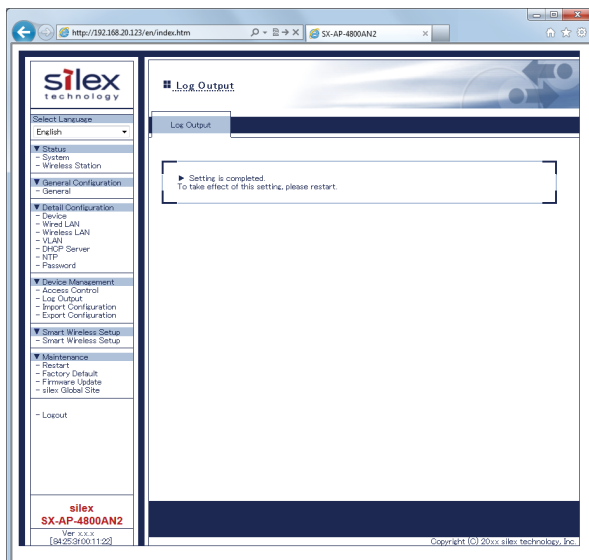 http://192.168.20.123/en/index.htm
SX-AP-4800AN2
silex
technology
Select Language
English
▼ Status
- System
- Wireless Station
▼ General Configuration
- General
▼ Detail Configuration
- Device
- Wired LAN
- Wireless LAN
- VLAN
- DHCP Server
- NTP
- Password
▼ Device Management
- Access Control
- Log Output
- Import Configuration
- Export Configuration
▼ Smart Wireless Setup
- Smart Wireless Setup
▼ Maintenance
- Restart
- Factory Default
- Firmware Update
- silex Global Site
- Logout
silex
SX-AP-4800AN2
Ver x.x.x
[84:25:3f:00:11:22]
Log Output
Log Output
► Setting is completed.
To take effect of this setting, please restart.
Copyright (C) 20xx silex technology, Inc.